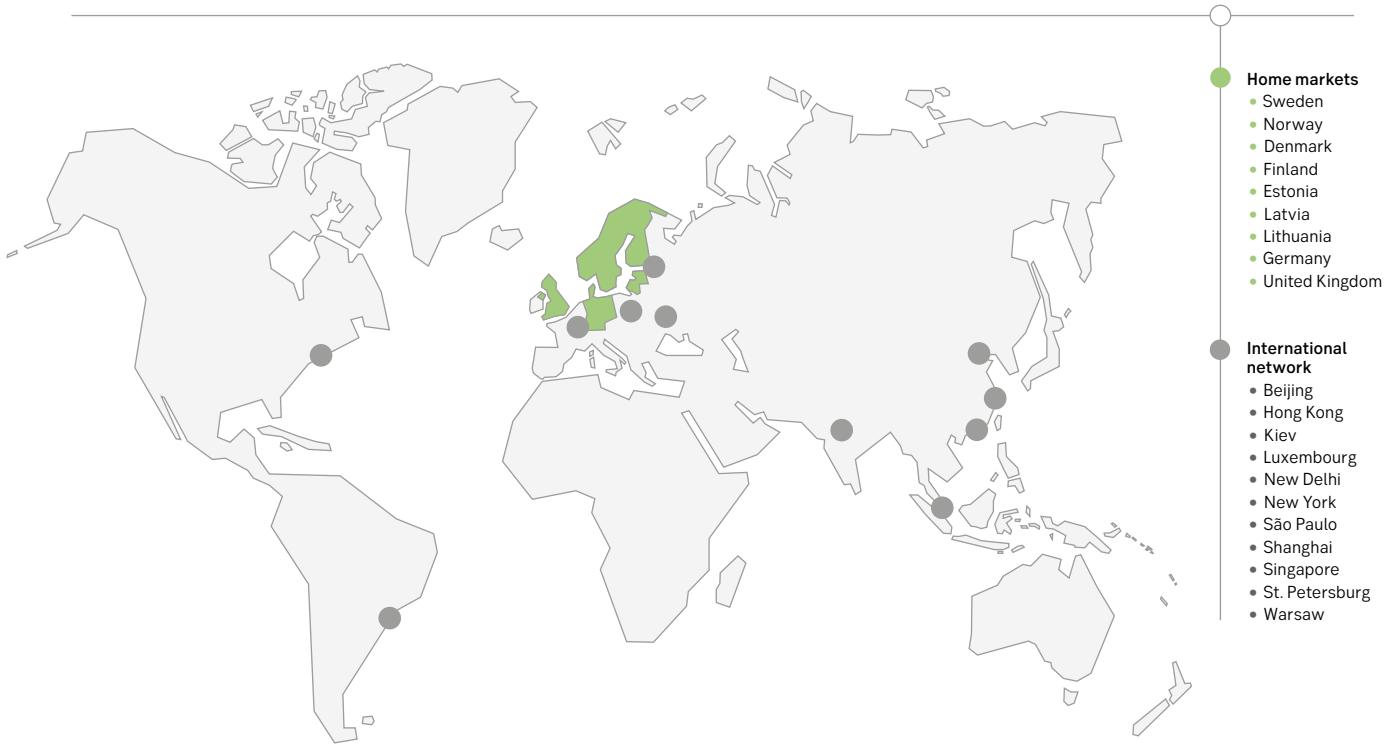 Home markets
Sweden
Norway
Denmark
Finland
Estonia
Latvia
Lithuania
Germany
United Kingdom
International
network
Beijing
Hong Kong
Kiev
Luxembourg
New Delhi
New York
São Paulo
Shanghai
Singapore
St. Petersburg
Warsaw